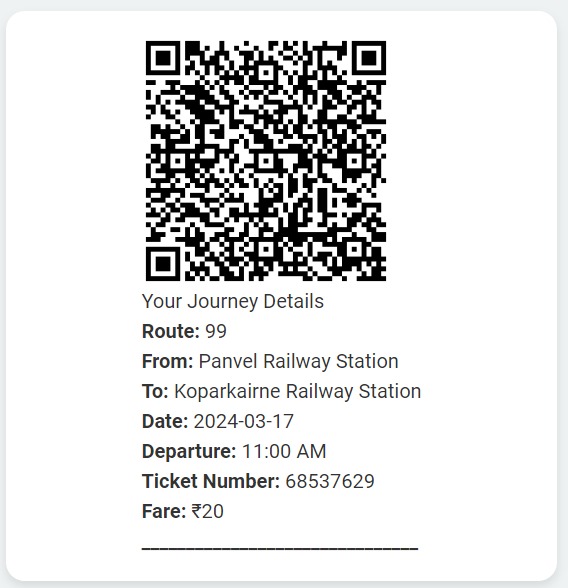 Your Journey Details
Route: 99
From: Panvel Railway Station
To: Koparkairne Railway Station
Date: 2024-03-17
Departure: 11:00 AM
Ticket Number: 68537629
Fare: ₹20